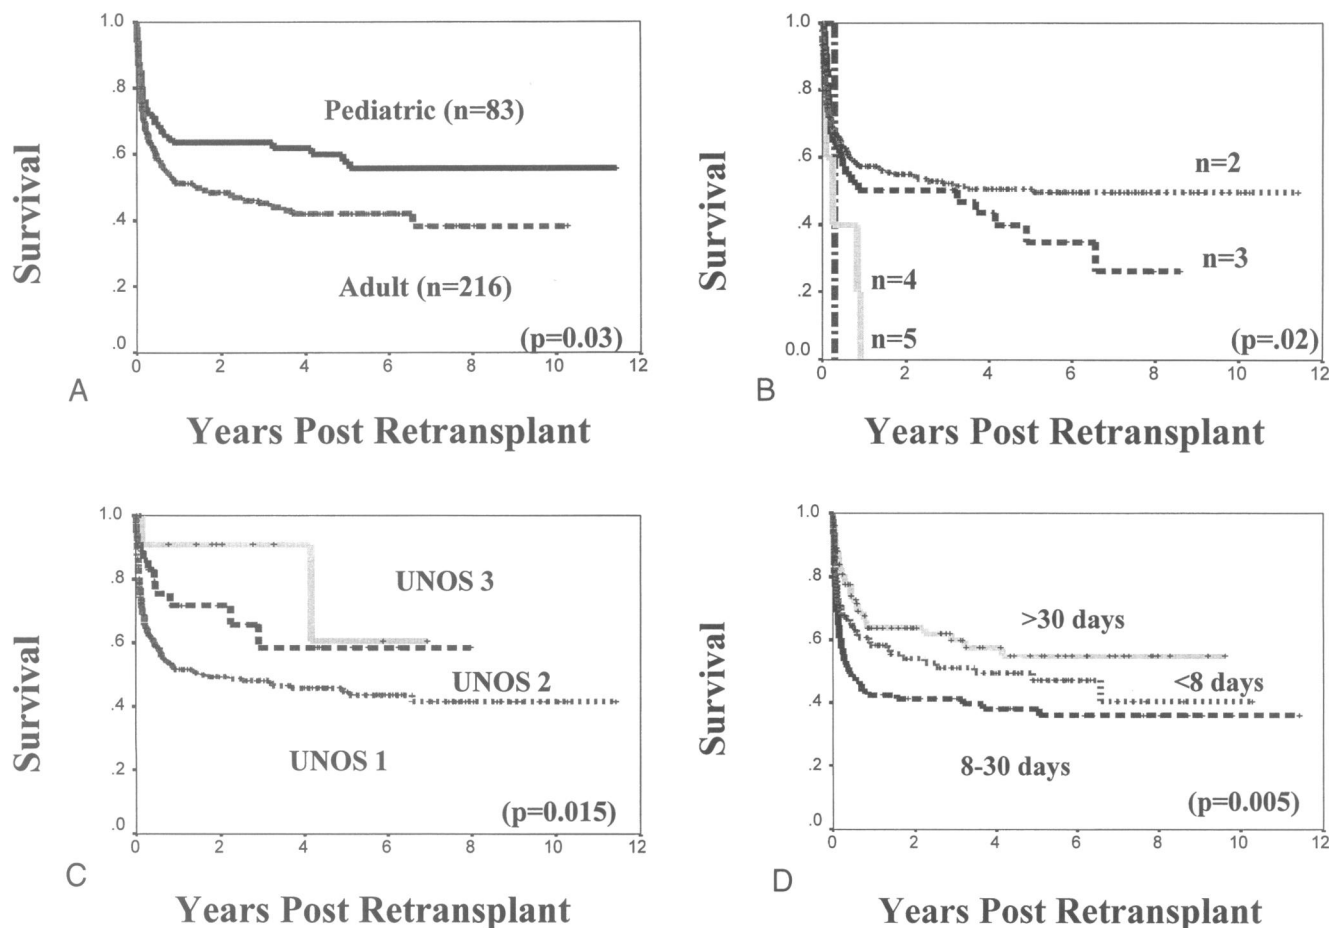 1.0
.8
.6
.4
.2
.0
0 2 4 6 8 10 12
Survival
Pediatric (n=83)
Adult (n=216)
(p=0.03)
A
Years Post Retransplant
1.0
.8
.6
.4
.2
0.0
0 2 4 6 8 10 12
Survival
n=2
n=3
n=4
n=5
(p=.02)
B
Years Post Retransplant
1.0
.8
.6
.4
.2
.0
0 2 4 6 8 10 12
Survival
UNOS 3
UNOS 2
UNOS 1
(p=0.015)
C
Years Post Retransplant
1.0
.8
.6
.4
.2
.0
0 2 4 6 8 10 12
Survival
>30 days
<8 days
8-30 days
(p=0.005)
D
Years Post Retransplant